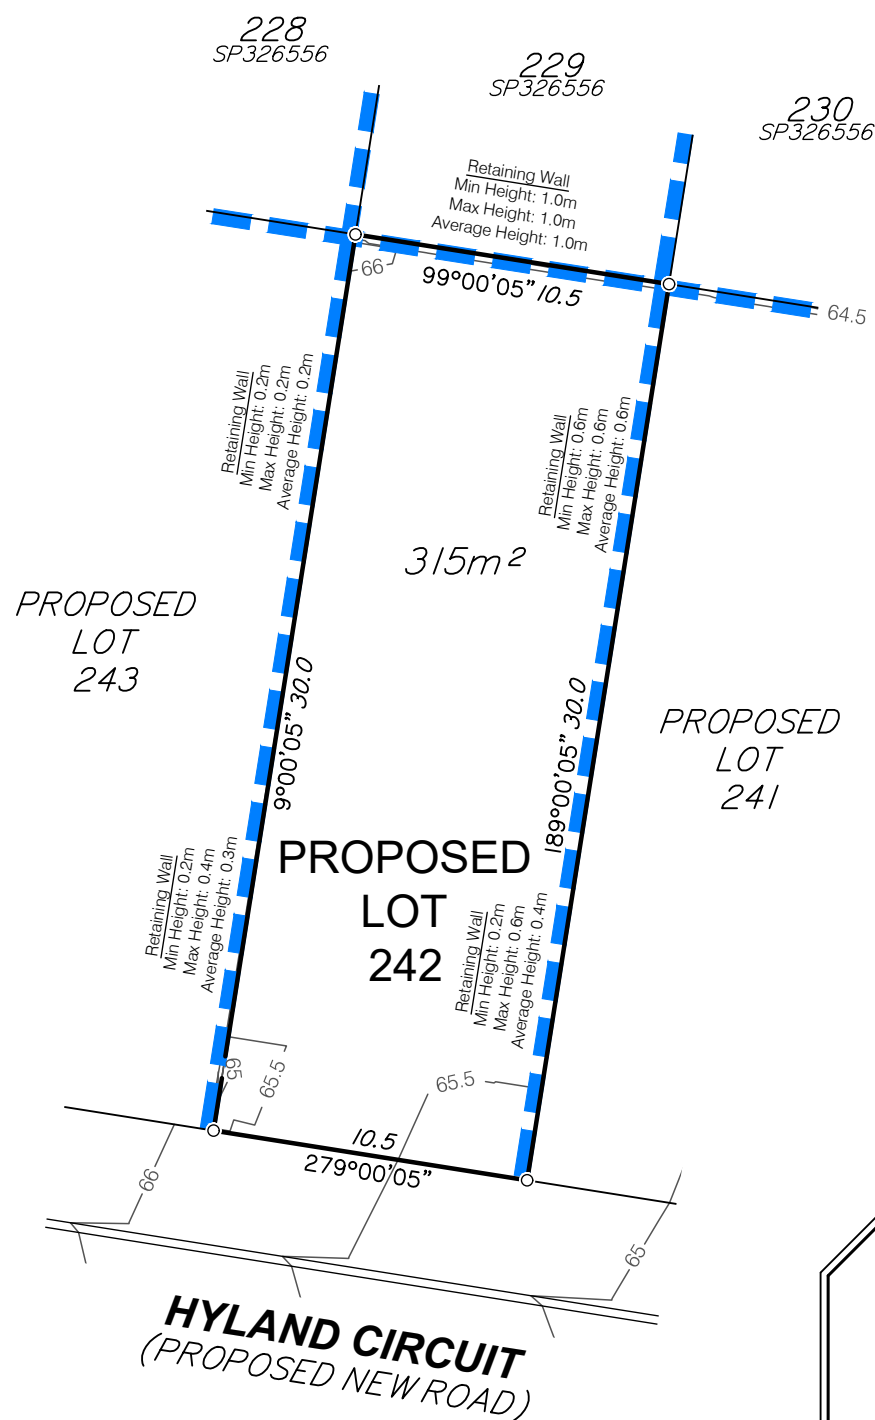 228
SP326556
229
SP326556
230
SP326556
Retaining Wall
Min Height: 1.0m
Max Height: 1.0m
Average Height: 1.0m
66
99°00'05" 10.5
64.5
Retaining Wall
Min Height: 0.2m
Max Height: 0.2m
Average Height: 0.2m
Retaining Wall
Min Height: 0.6m
Max Height: 0.6m
Average Height: 0.6m
315m²
PROPOSED
LOT
243
9°00'05" 30.0
189°00'05" 30.0
PROPOSED
LOT
241
PROPOSED
LOT
242
Retaining Wall
Min Height: 0.2m
Max Height: 0.4m
Average Height: 0.3m
Retaining Wall
Min Height: 0.2m
Max Height: 0.6m
Average Height: 0.4m
65
65.5
65.5
10.5
279°00'05"
66
65
HYLAND CIRCUIT
(PROPOSED NEW ROAD)